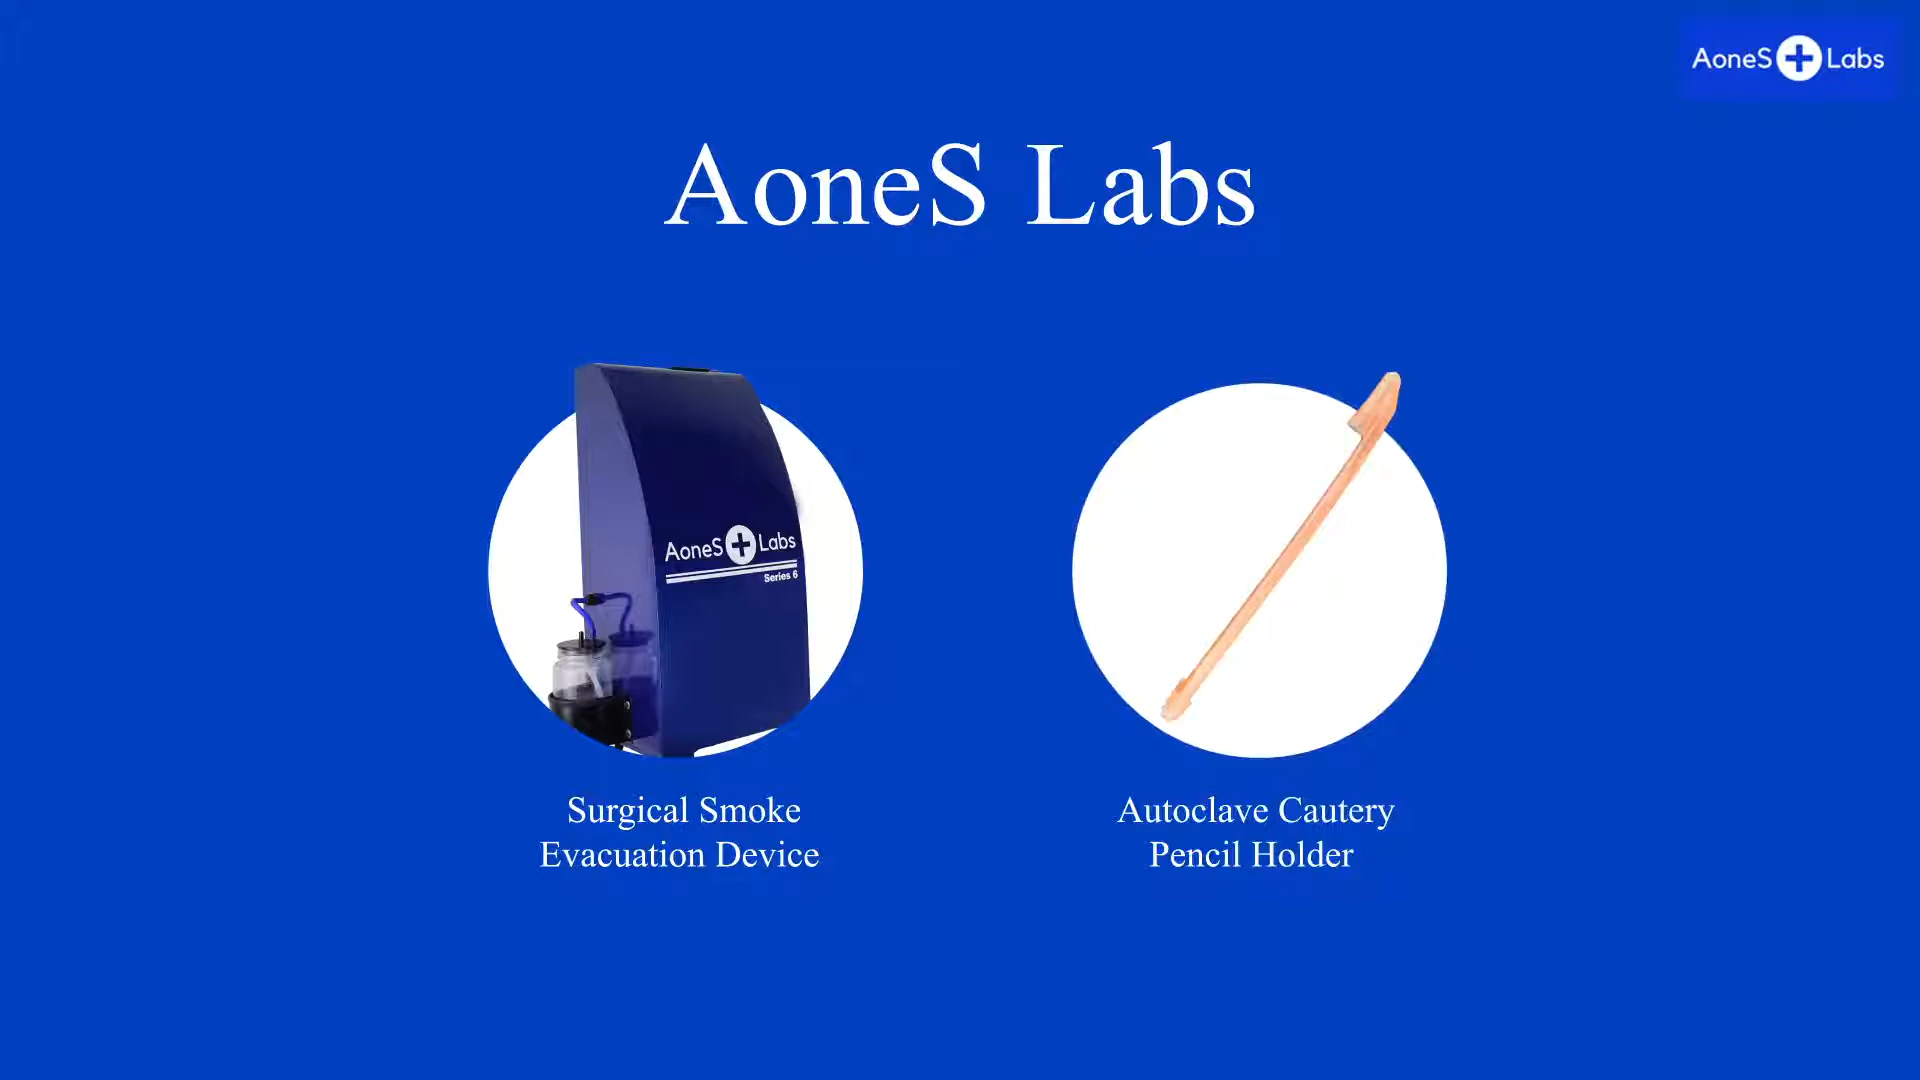 AoneS Labs
AoneS Labs
AoneS Labs
Series 6
Surgical Smoke
Evacuation Device
Autoclave Cautery
Pencil Holder